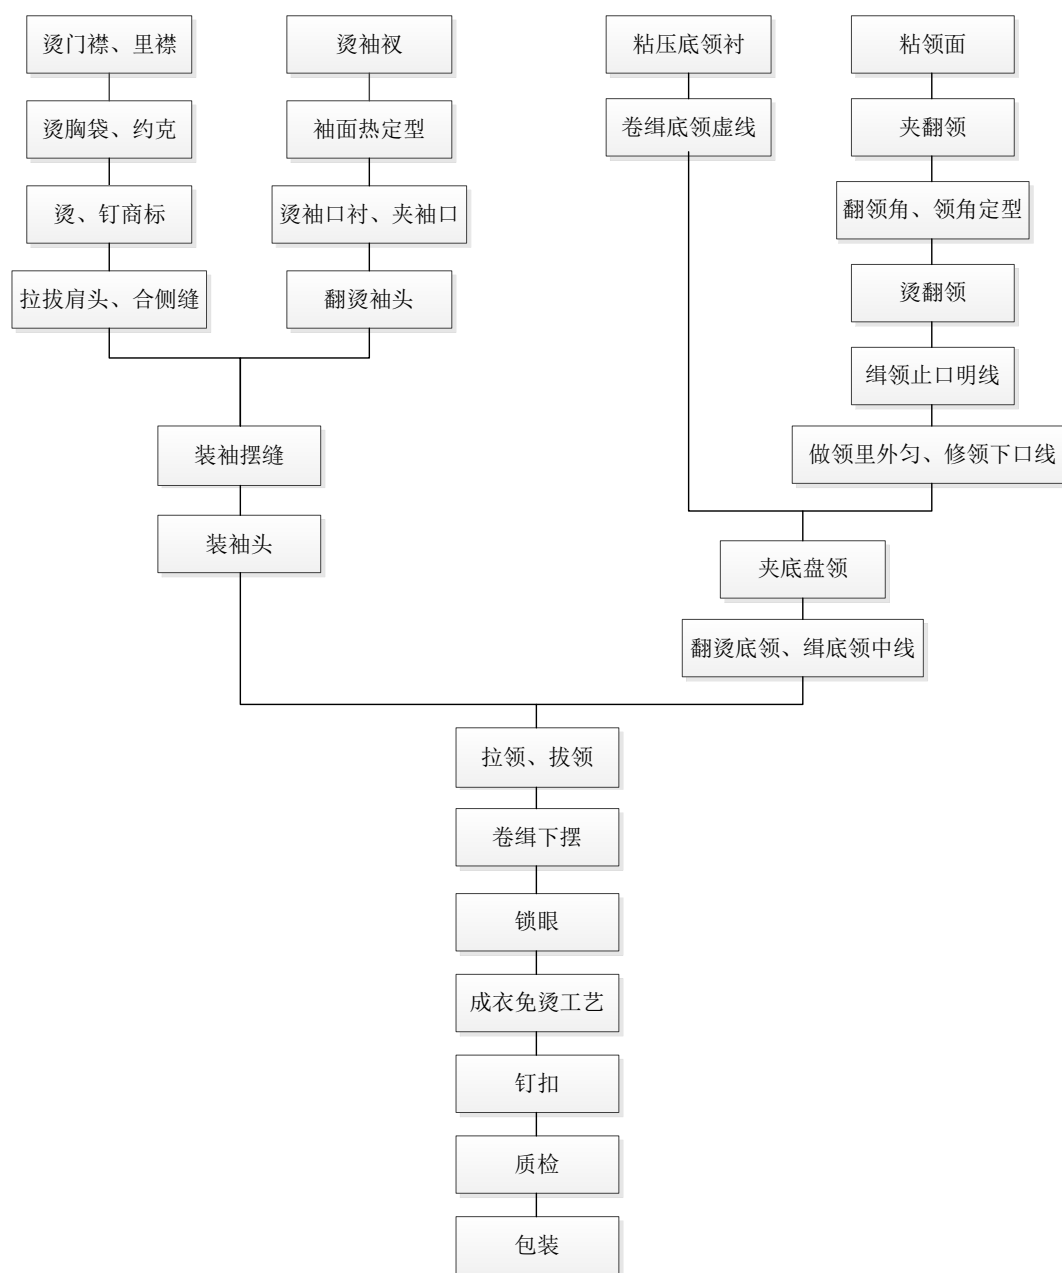 烫门襟、里襟
烫袖衩
粘压底领衬
粘领面
烫胸袋、约克
袖面热定型
卷缉底领虚线
夹翻领
烫、钉商标
烫袖口衬、夹袖口
翻领角、领角定型
拉拔肩头、合侧缝
翻烫袖头
烫翻领
缉领止口明线
装袖摆缝
做领里外匀、修领下口线
装袖头
夹底盘领
翻烫底领、缉底领中线
拉领、拔领
卷缉下摆
锁眼
成衣免烫工艺
钉扣
质检
包装